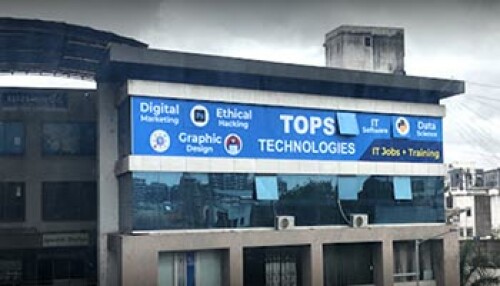 Digital
Marketing
Ethical
Hacking
Graphic
Design
TOPS
TECHNOLOGIES
IT
Software
Data
Science
IT Jobs • Training